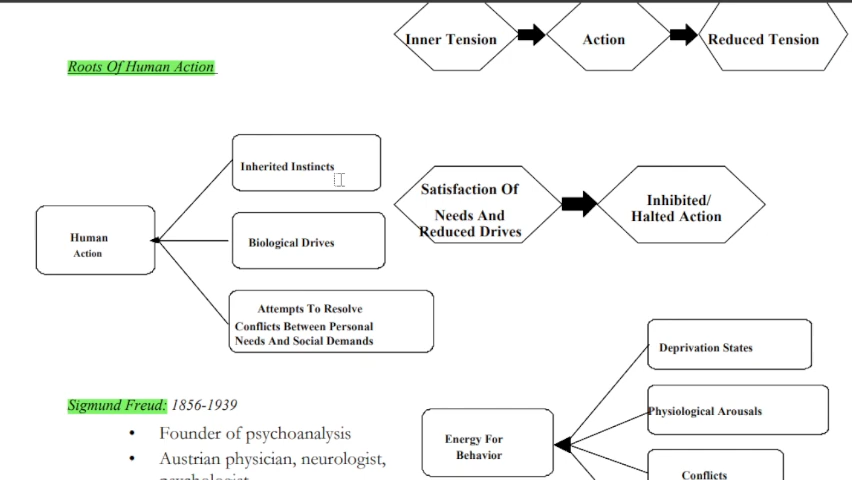 Inner Tension
Action
Reduced Tension
Roots Of Human Action
Inherited Instincts
Human
Action
Biological Drives
Attempts To Resolve
Conflicts Between Personal
Needs And Social Demands
Satisfaction Of
Needs And
Reduced Drives
Inhibited/
Halted Action
Sigmund Freud: 1856-1939
• Founder of psychoanalysis
• Austrian physician, neurologist,
psychologist
Energy For
Behavior
Deprivation States
Physiological Arousals
Conflicts